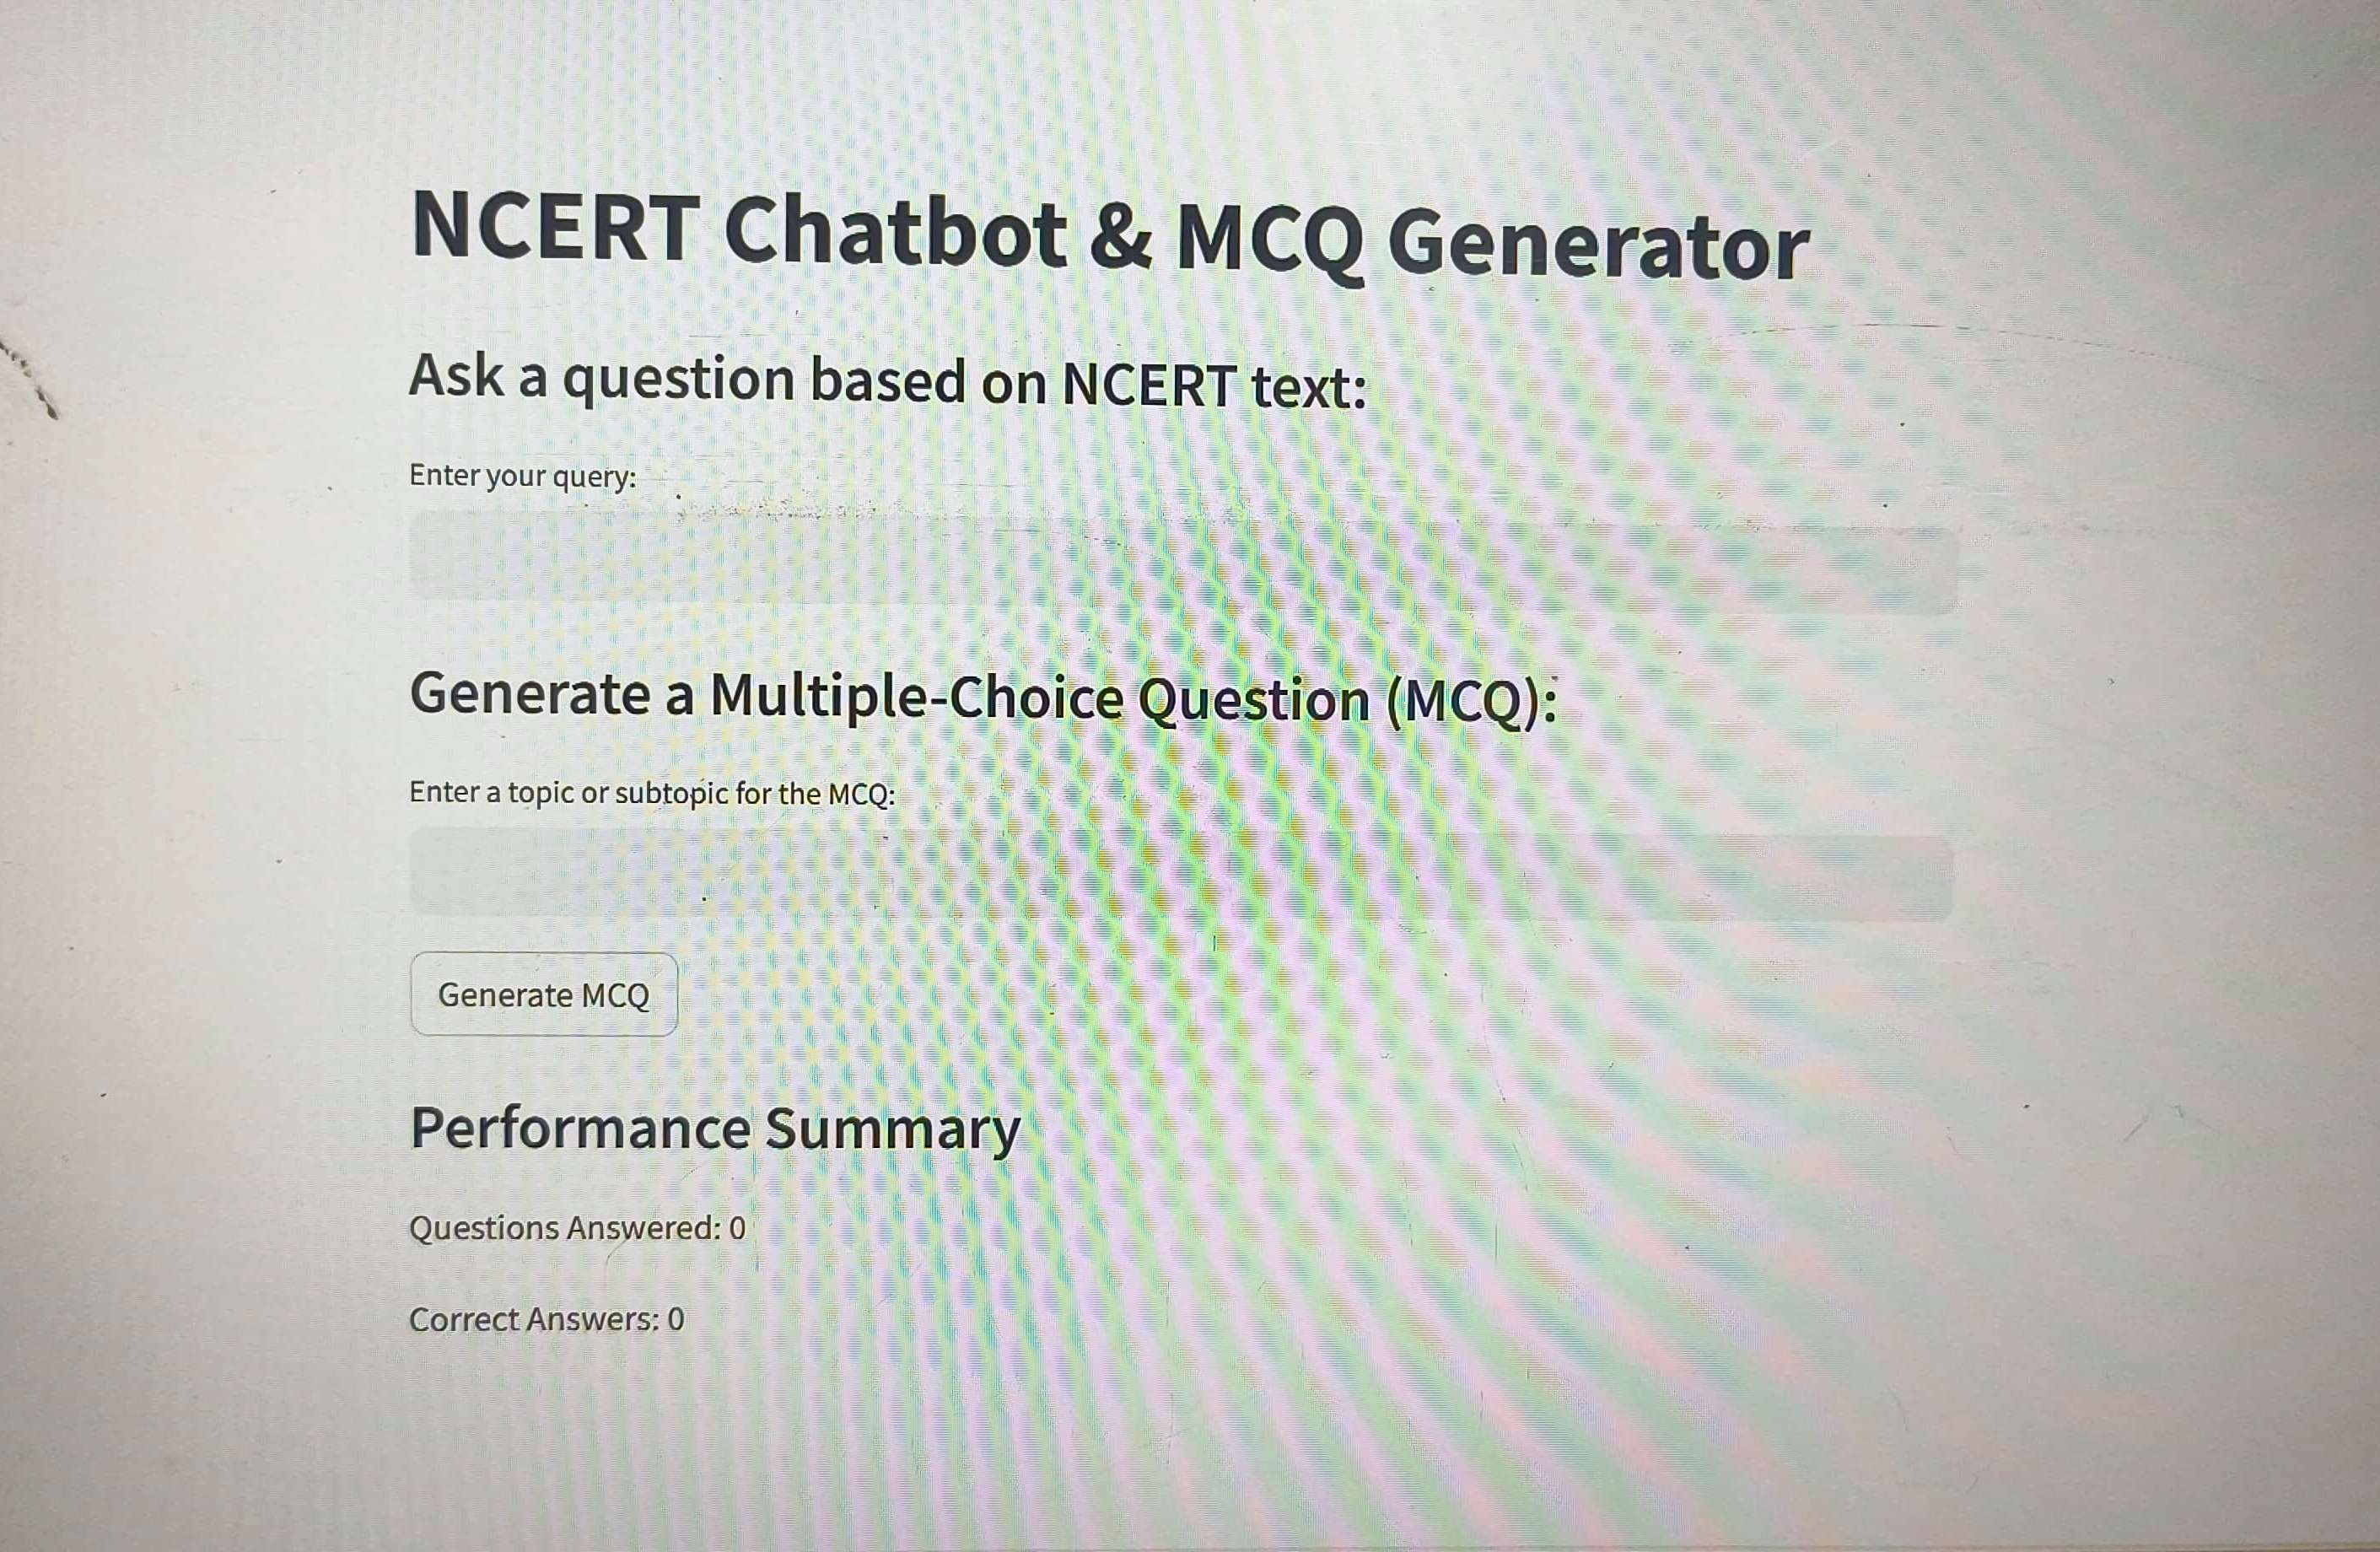 NCERT Chatbot & MCQ Generator
Ask a question based on NCERT text:
Enter your query:
Generate a Multiple-Choice Question (MCQ):
Enter a topic or subtopic for the MCQ:
Generate MCQ
Performance Summary
Questions Answered: 0
Correct Answers: 0